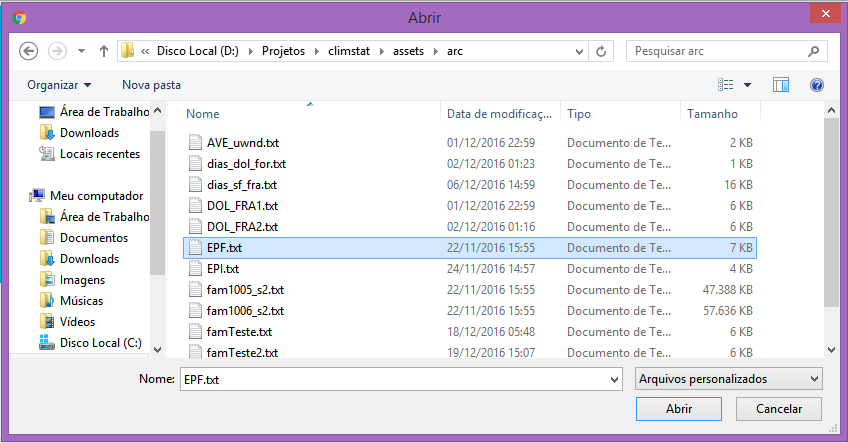 Abrir
« Disco Local (D:) Projetos climstat assets arc
Pesquisar arc
Organizar Nova pasta
Área de Trabalho
Downloads
Locais recentes
Meu computador
Área de Trabalho
Documentos
Downloads
Imagens
Músicas
Vídeos
Disco Local (C:)
Nome Data de modificaç... Tipo Tamanho
AVE_uwnd.txt 01/12/2016 22:59 Documento de Te... 2 KB
dias_dol_for.txt 02/12/2016 01:23 Documento de Te... 1 KB
dias_sf_fra.txt 06/12/2016 14:59 Documento de Te... 16 KB
DOL_FRA1.txt 01/12/2016 22:59 Documento de Te... 6 KB
DOL_FRA2.txt 02/12/2016 01:16 Documento de Te... 6 KB
EPF.txt 22/11/2016 15:55 Documento de Te... 7 KB
EPI.txt 24/11/2016 14:57 Documento de Te... 4 KB
fam1005_s2.txt 22/11/2016 15:55 Documento de Te... 47.388 KB
fam1006_s2.txt 22/11/2016 15:55 Documento de Te... 57.636 KB
famTeste.txt 18/12/2016 05:48 Documento de Te... 6 KB
famTeste2.txt 19/12/2016 15:07 Documento de Te... 6 KB
Nome: EPF.txt Arquivos personalizados
Abrir Cancelar